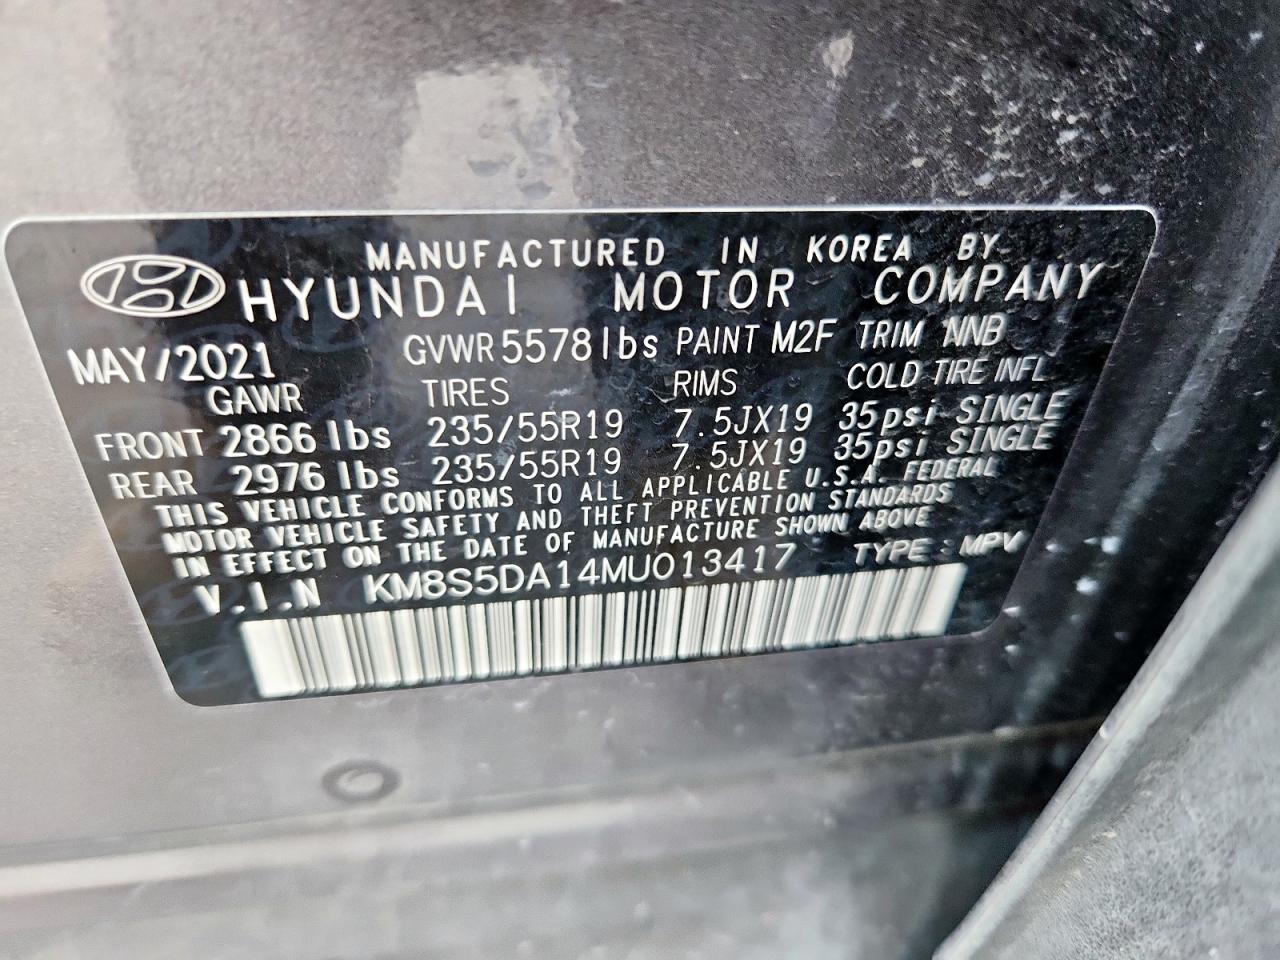 MANUFACTURED IN KOREA BY
HYUNDAI MOTOR COMPANY
MAY/2021 GVWR 5578 lbs PAINT M2F TRIM NNB
GAWR TIRES RIMS COLD TIRE INFL
FRONT 2866 lbs 235/55R19 7.5JX19 35psi SINGLE
REAR 2976 lbs 235/55R19 7.5JX19 35psi SINGLE
THIS VEHICLE CONFORMS TO ALL APPLICABLE U.S.A. FEDERAL
MOTOR VEHICLE SAFETY AND THEFT PREVENTION STANDARDS
IN EFFECT ON THE DATE OF MANUFACTURE SHOWN ABOVE
V.I.N KM8S5DA14MU013417 TYPE : MPV